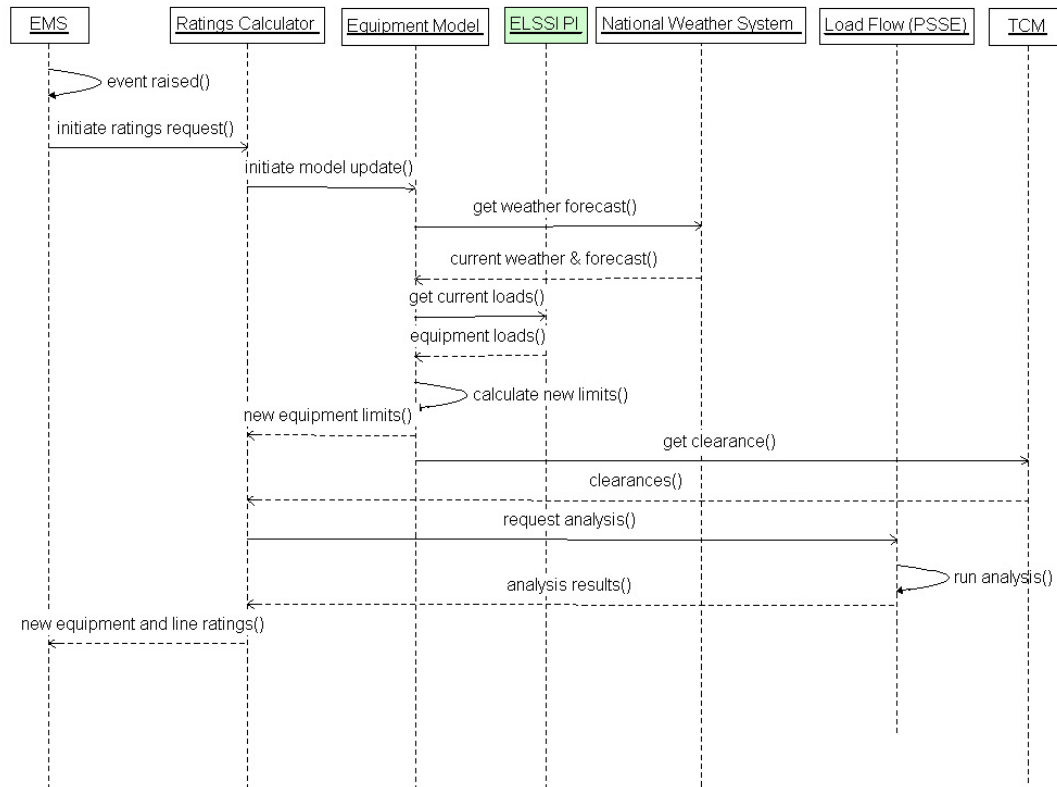 EMS
Ratings Calculator
Equipment Model
ELSSI PI
National Weather System
Load Flow (PSSE)
TCM
event raised()
initiate ratings request()
initiate model update()
get weather forecast()
current weather & forecast()
get current loads()
equipment loads()
calculate new limits()
new equipment limits()
get clearance()
clearances()
request analysis()
run analysis()
analysis results()
new equipment and line ratings()